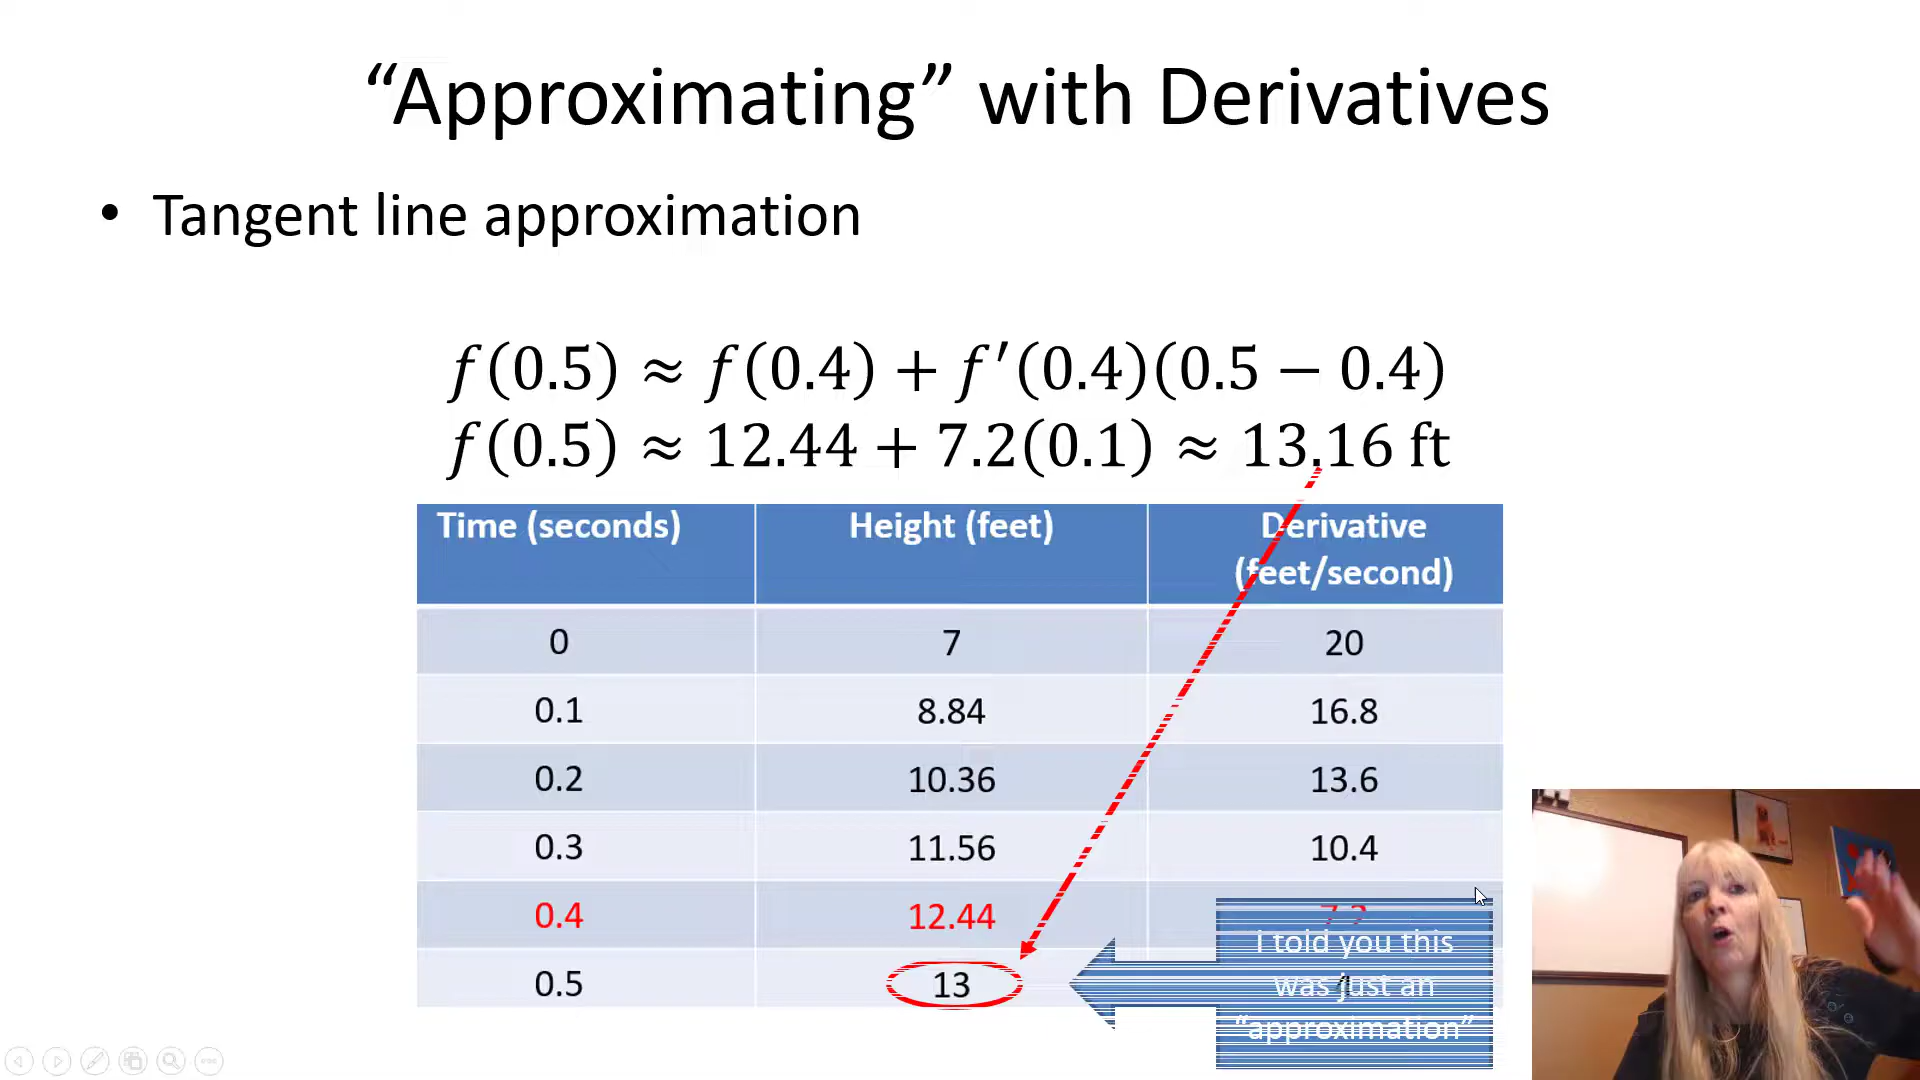 “Approximating” with Derivatives
• Tangent line approximation
f(0.5) ≈ f(0.4) + f′(0.4)(0.5 − 0.4)
f(0.5) ≈ 12.44 + 7.2(0.1) ≈ 13.16 ft
Time (seconds) Height (feet) Derivative
(feet/second)
0 7 20
0.1 8.84 16.8
0.2 10.36 13.6
0.3 11.56 10.4
0.4 12.44 7.2
0.5 13 4
I told you this
was just an
“approximation”